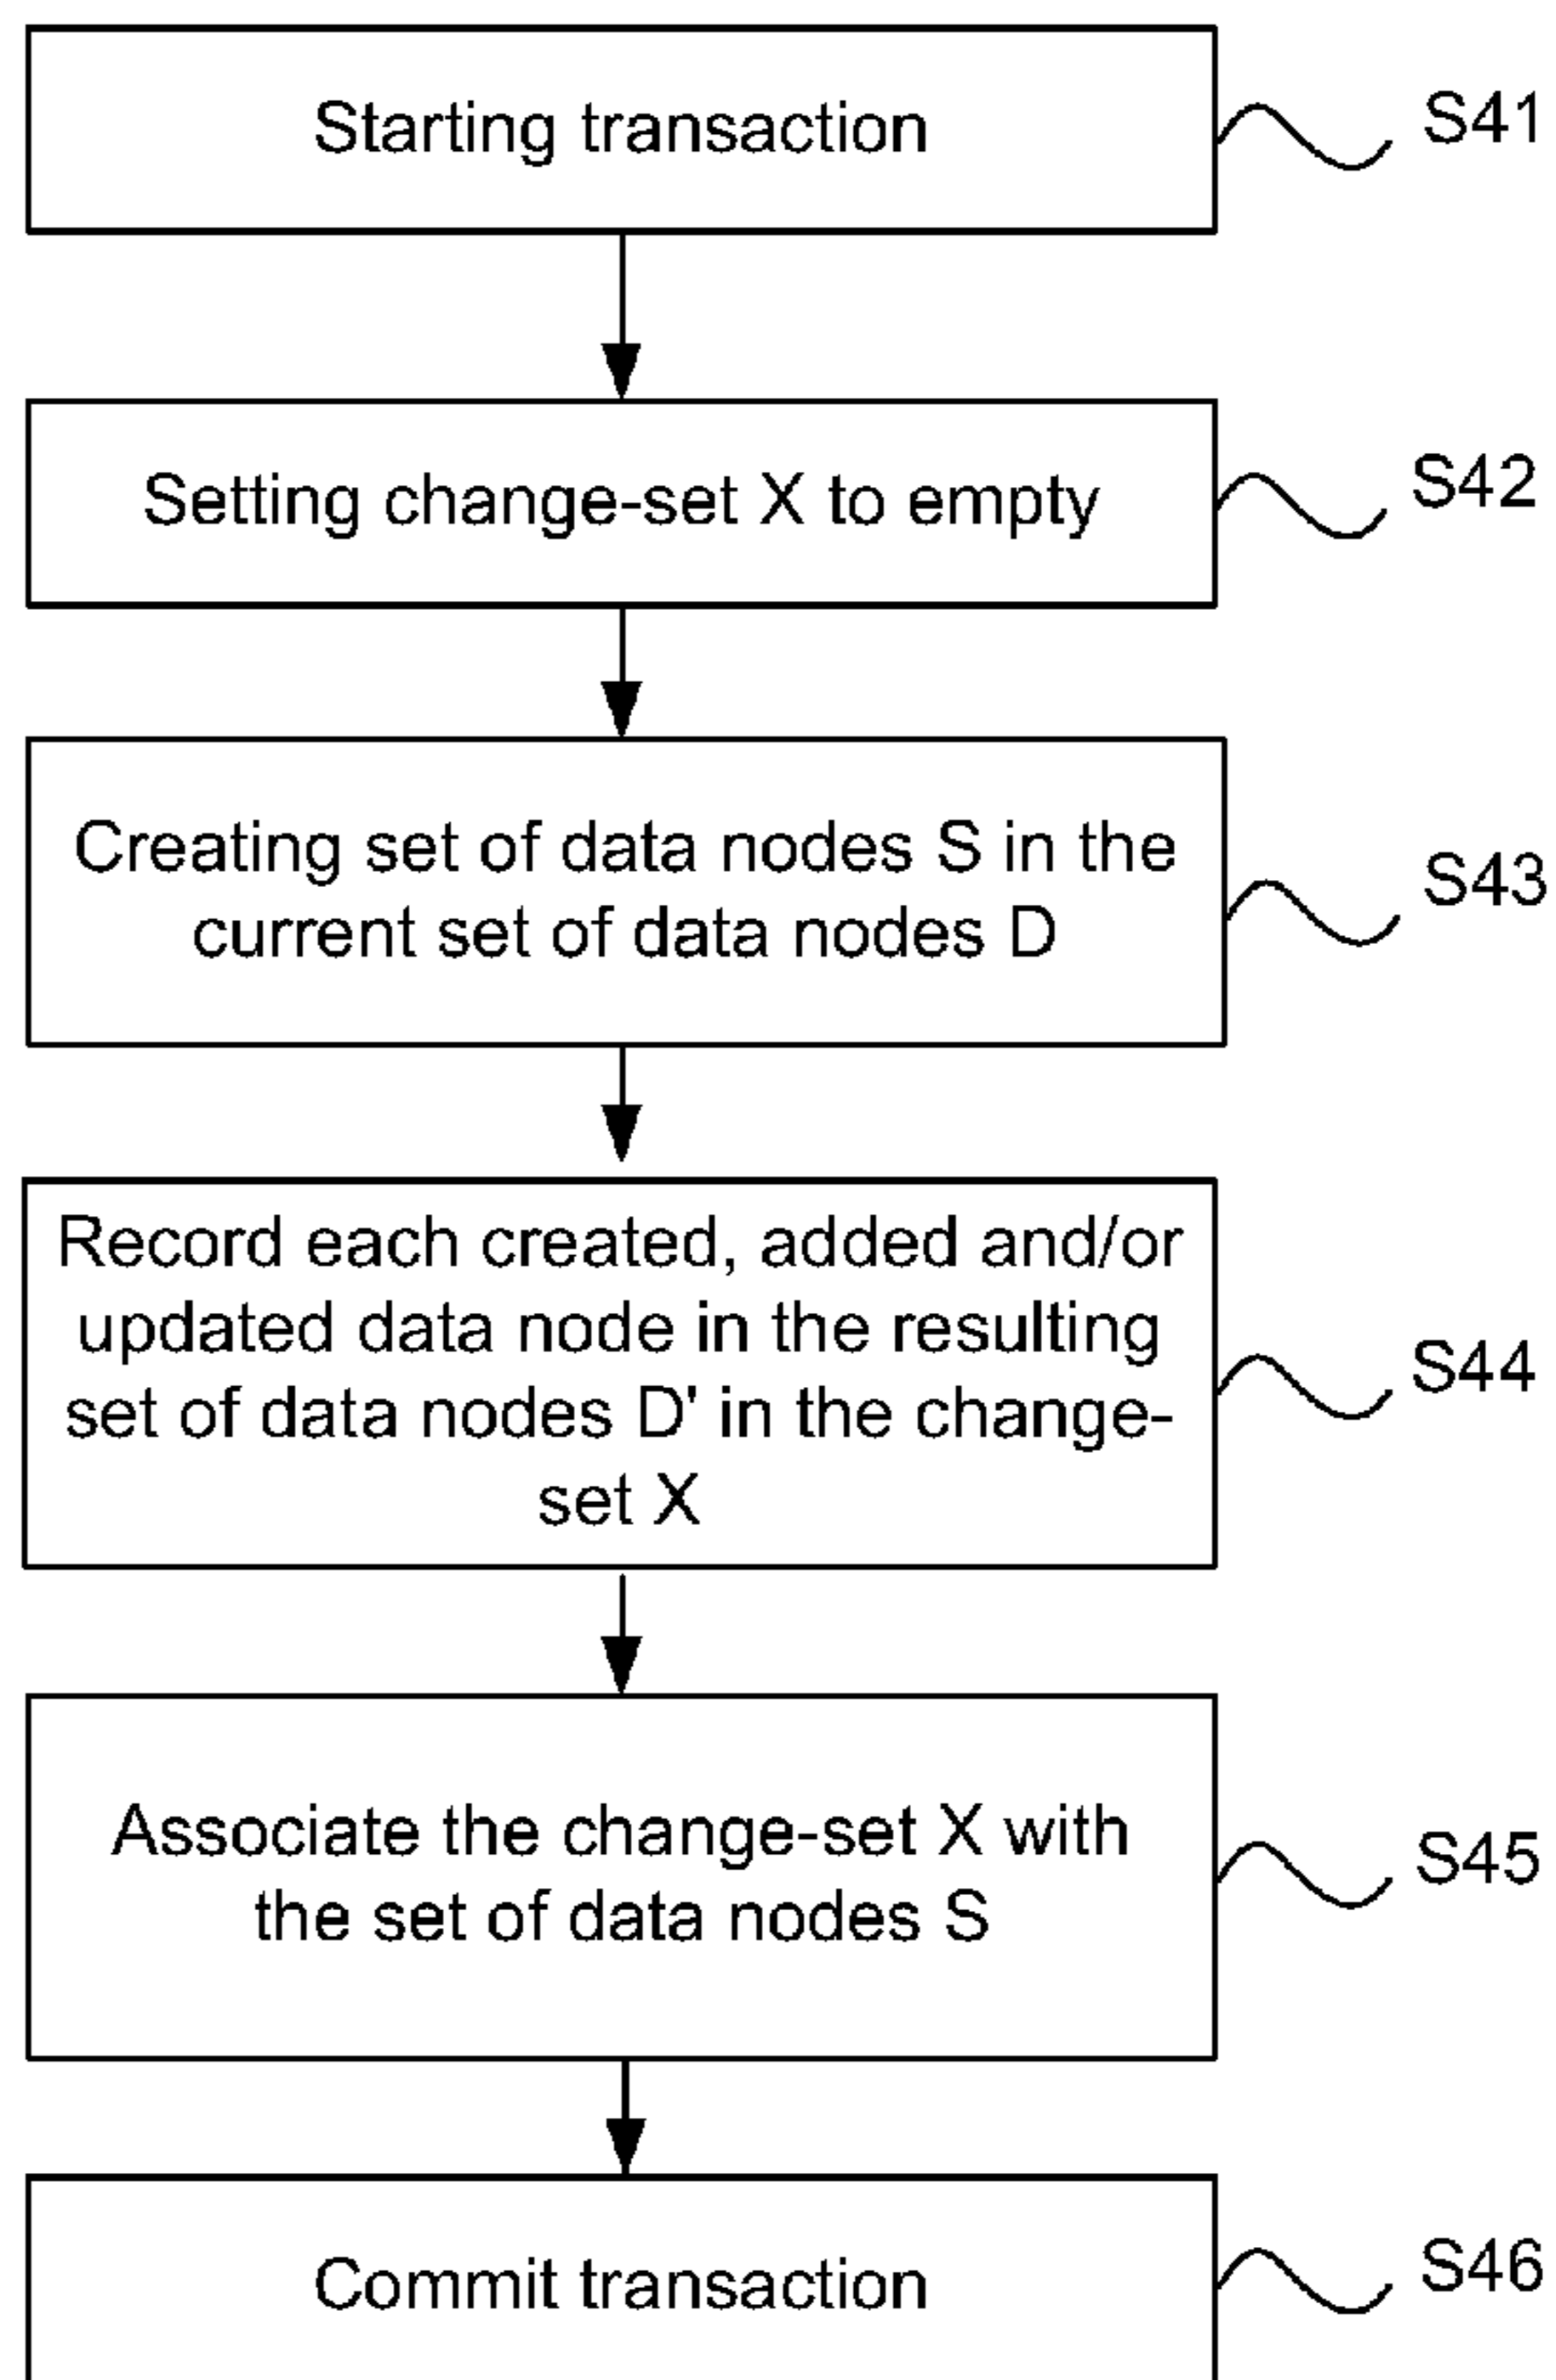 Starting transaction
S41
Setting change-set X to empty
S42
Creating set of data nodes S in the
current set of data nodes D
S43
Record each created, added and/or
updated data node in the resulting
set of data nodes D' in the change-
set X
S44
Associate the change-set X with
the set of data nodes S
S45
Commit transaction
S46